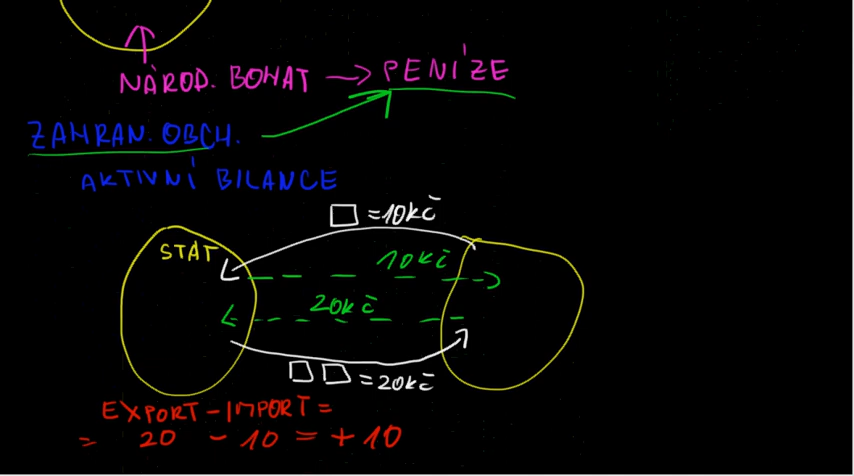 NÁROD. BOHAT → PENÍZE
ZAHRAN. OBCH.
AKTIVNÍ BILANCE
□ = 10KČ
STÁT
10KČ
20KČ
□□ = 20KČ
EXPORT - IMPORT =
= 20 - 10 = + 10